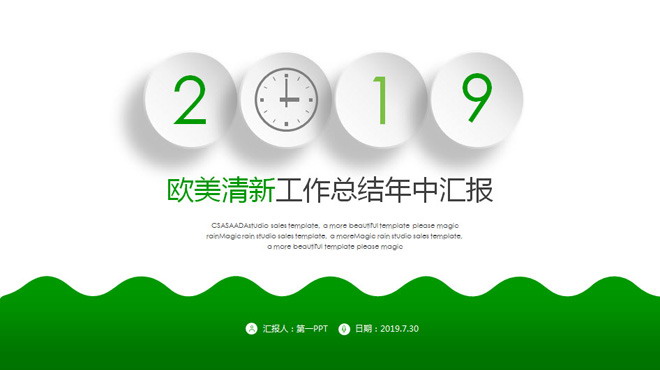 2 1 9
欧美清新工作总结年中汇报
CSASAADAstudio sales template, a more beautiful template please magic
rainMagic rain studio sales template, a moreMagic rain studio sales template,
a more beautiful template please magic
汇报人：第一PPT 日期：2019.7.30